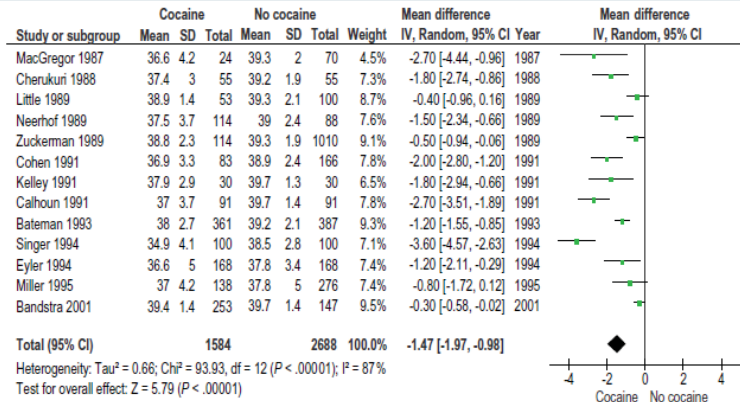 Cocaine No cocaine Mean difference Mean difference
Study or subgroup Mean SD Total Mean SD Total Weight IV, Random, 95% CI Year IV, Random, 95% CI
MacGregor 1987 36.6 4.2 24 39.3 2 70 4.5% -2.70 [-4.44, -0.96] 1987
Cherukuri 1988 37.4 3 55 39.2 1.9 55 7.2% -1.80 [-2.74, -0.86] 1988
Little 1989 38.9 1.4 53 39.3 2.1 100 8.7% -0.40 [-0.96, 0.16] 1989
Neerhof 1989 37.5 3.7 114 39 2.4 88 7.6% -1.50 [-2.34, -0.66] 1989
Zuckerman 1989 38.8 2.3 114 39.3 1.9 1010 9.1% -0.50 [-0.94, -0.06] 1989
Cohen 1991 36.9 3.3 83 38.9 2.4 166 7.8% -2.00 [-2.80, -1.20] 1991
Kelley 1991 37.9 2.9 30 39.7 1.3 30 6.4% -1.80 [-2.94, -0.66] 1991
Calhoun 1991 37 3.7 91 39.7 1.4 91 7.7% -2.70 [-3.51, -1.89] 1991
Bateman 1993 38 2.7 361 39.2 2.1 387 9.3% -1.20 [-1.55, -0.85] 1993
Singer 1994 34.9 4.1 100 38.5 2.8 100 7.1% -3.60 [-4.57, -2.63] 1994
Eyler 1994 36.6 5 168 37.8 3.4 168 7.4% -1.20 [-2.11, -0.29] 1994
Miller 1995 37 4.2 138 37.8 5 276 7.4% -0.80 [-1.72, 0.12] 1995
Bandstra 2001 39.4 1.4 253 39.7 1.4 147 9.5% -0.30 [-0.58, -0.02] 2001
Total (95% CI) 1584 2688 100.0% -1.47 [-1.97, -0.98]
Heterogeneity: Tau² = 0.66; Chi² = 93.93, df = 12 (P < .00001); I² = 87%
Test for overall effect: Z = 5.79 (P < .00001)
-4 -2 0 2 4
Cocaine No cocaine